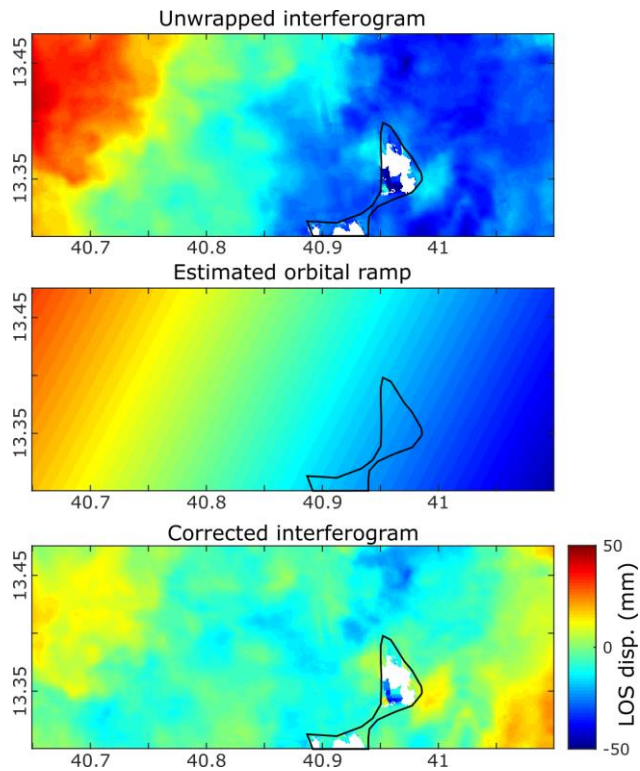 Unwrapped interferogram
13.45
13.35
40.7 40.8 40.9 41
Estimated orbital ramp
13.45
13.35
40.7 40.8 40.9 41
Corrected interferogram
13.45
13.35
40.7 40.8 40.9 41
50
0
-50
LOS disp. (mm)